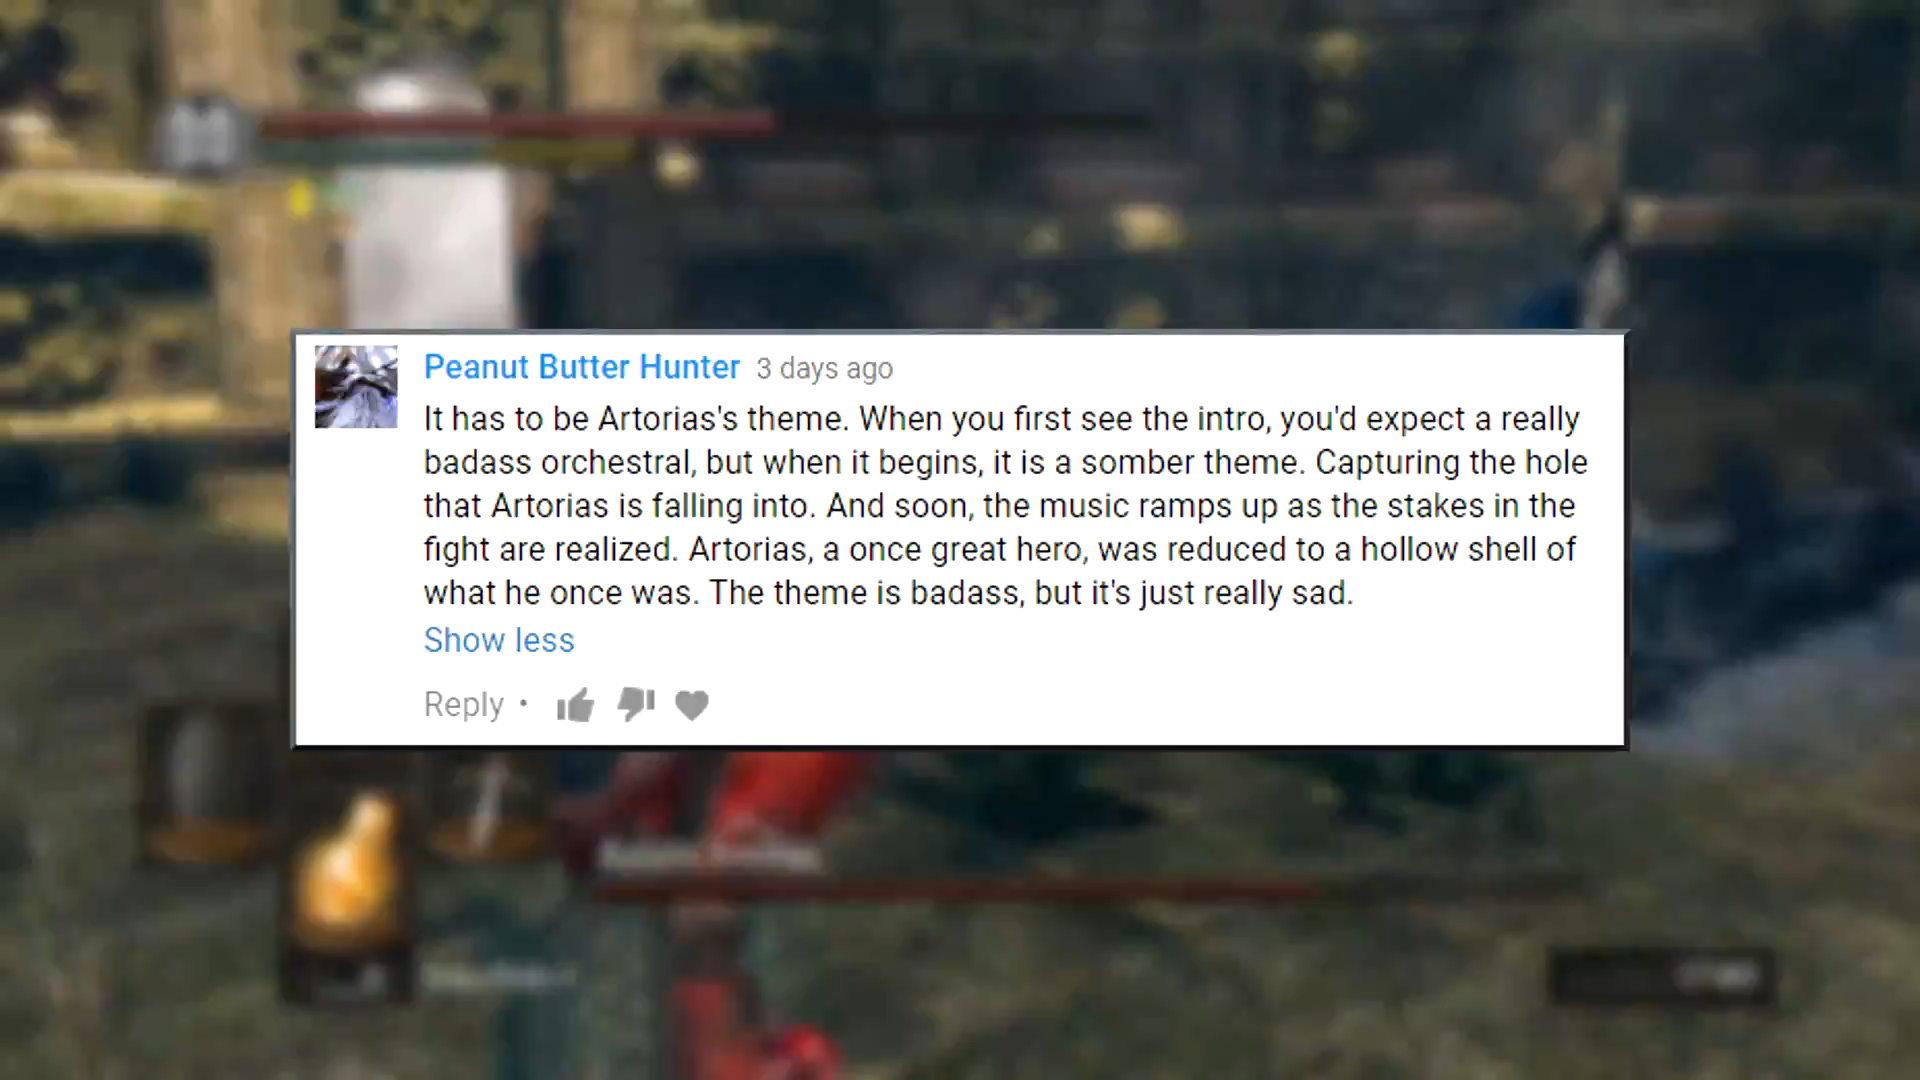 Peanut Butter Hunter 3 days ago
It has to be Artorias's theme. When you first see the intro, you'd expect a really
badass orchestral, but when it begins, it is a somber theme. Capturing the hole
that Artorias is falling into. And soon, the music ramps up as the stakes in the
fight are realized. Artorias, a once great hero, was reduced to a hollow shell of
what he once was. The theme is badass, but it's just really sad.
Show less
Reply •